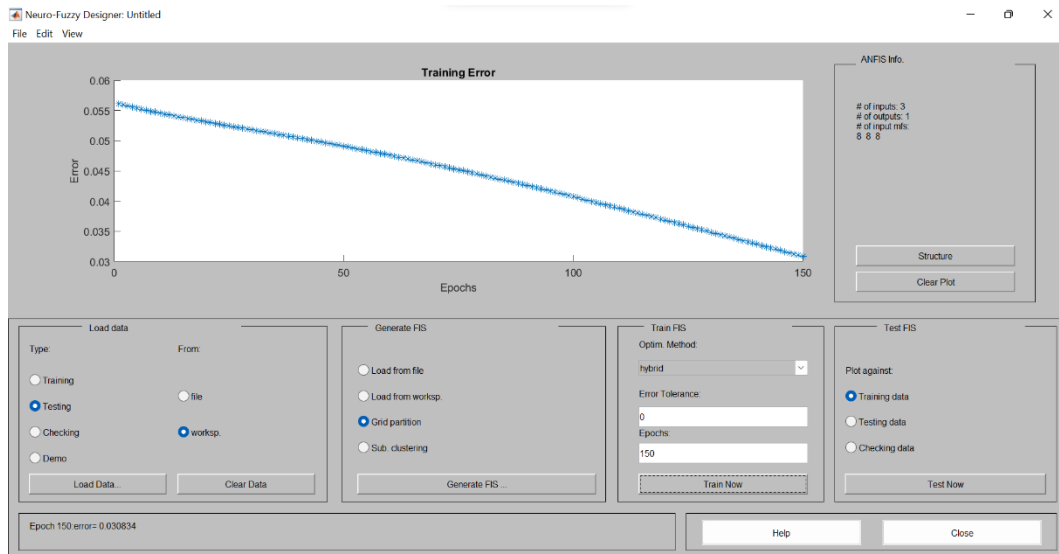 Neuro-Fuzzy Designer: Untitled
File Edit View
Training Error
0.06
0.055
0.05
0.045
0.04
0.035
0.03
Error
0 50 100 150
Epochs
ANFIS Info.
# of inputs: 3
# of outputs: 1
# of input mfs:
8 8 8
Structure
Clear Plot
Load data
Type:
From:
Training
Testing
Checking
Demo
file
worksp.
Load Data...
Clear Data
Generate FIS
Load from file
Load from worksp.
Grid partition
Sub. clustering
Generate FIS ...
Train FIS
Optim. Method:
hybrid
Error Tolerance:
0
Epochs:
150
Train Now
Test FIS
Plot against:
Training data
Testing data
Checking data
Test Now
Epoch 150:error= 0.030834
Help
Close